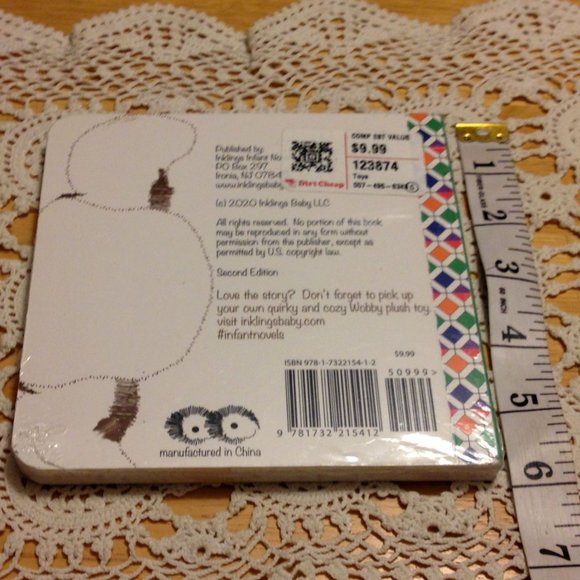 Published by:
Inklings Infant No
PO Box 297
Ironia, NJ 0784
www.inklingsbaby
COMP EST VALUE
$9.99
123874
Toys
Dirt Cheap
(c) 2020 Inklings Baby LLC
All rights reserved. No portion of this book
may be reproduced in any form without
permission from the publisher, except as
permitted by U.S. copyright law.
Second Edition
Love the story? Don't forget to pick up
your own quirky and cozy Wobby plush toy.
visit inklingsbaby.com
#infantnovels
$9.99
ISBN 978-1-7322154-1-2
50999>
9 781732 215412
manufactured in China
1
2
3
4
5
6
7